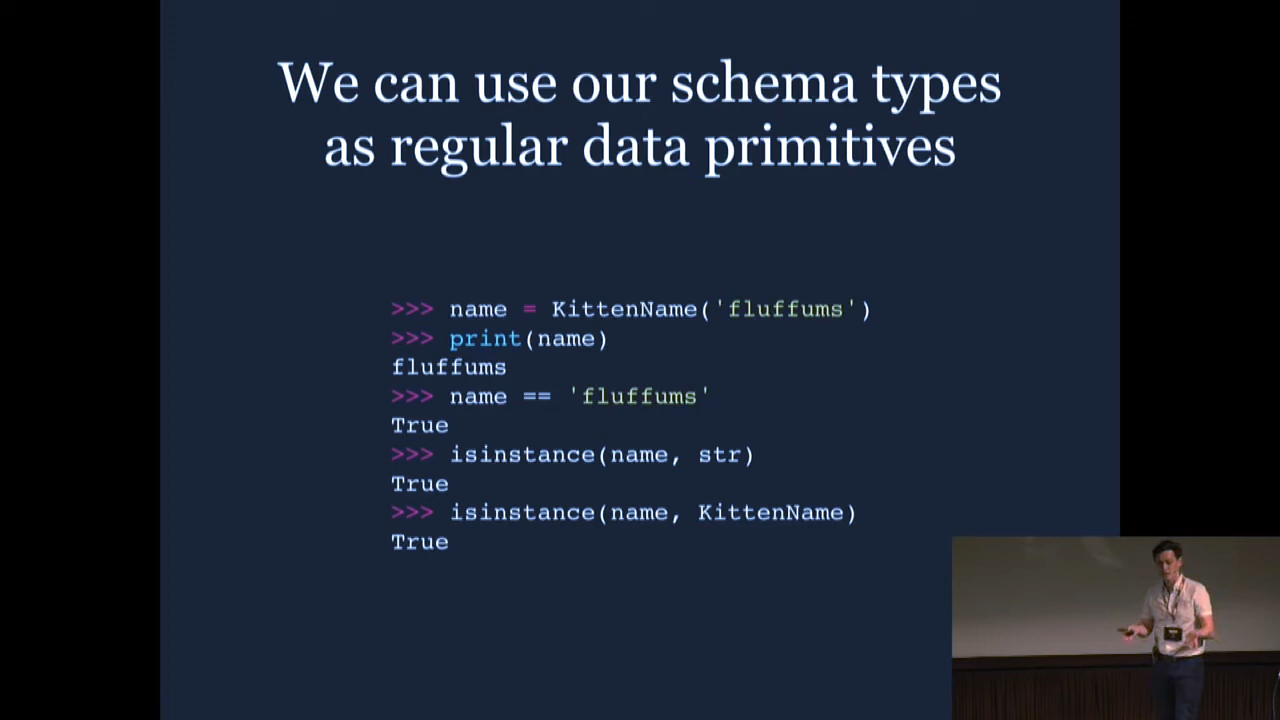 We can use our schema types
as regular data primitives
>>> name = KittenName('fluffums')
>>> print(name)
fluffums
>>> name == 'fluffums'
True
>>> isinstance(name, str)
True
>>> isinstance(name, KittenName)
True